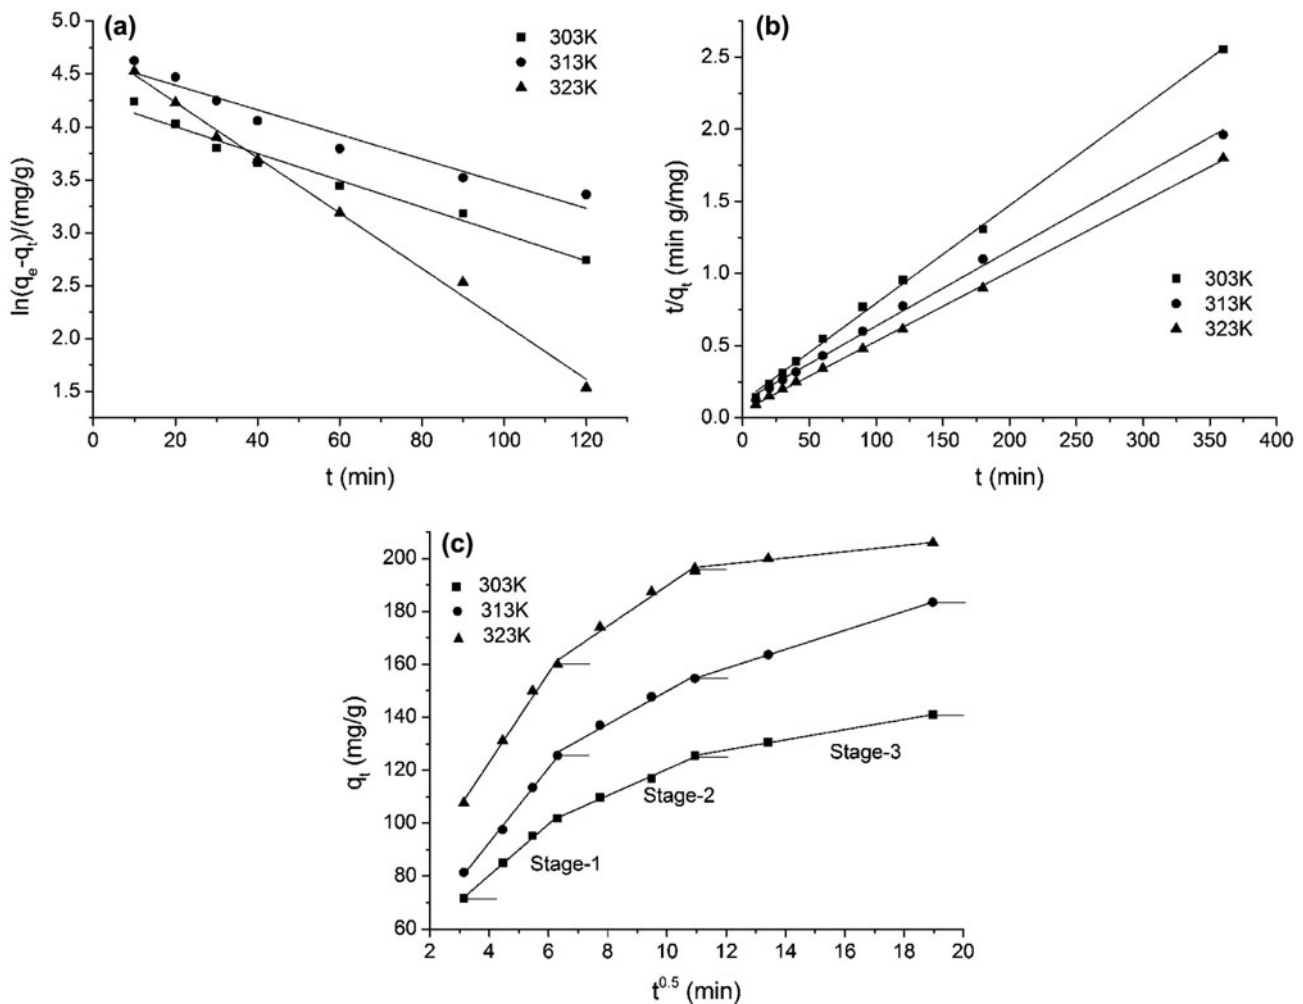 (a)
303K
313K
323K
5.0
4.5
4.0
3.5
3.0
2.5
2.0
1.5
ln(qe-qt)/(mg/g)
0 20 40 60 80 100 120
t (min)
(b)
2.5
2.0
1.5
1.0
0.5
0.0
t/qt (min g/mg)
303K
313K
323K
0 50 100 150 200 250 300 350 400
t (min)
(c)
303K
313K
323K
200
180
160
140
120
100
80
60
qt (mg/g)
Stage-3
Stage-2
Stage-1
2 4 6 8 10 12 14 16 18 20
t0.5 (min)